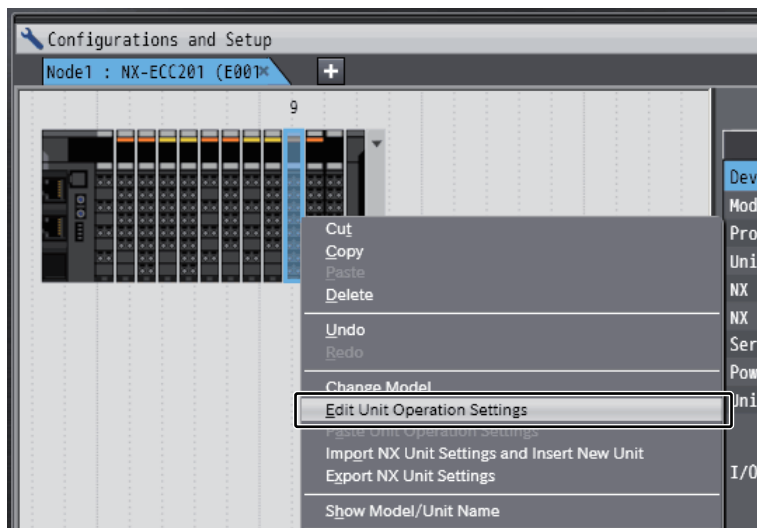 Configurations and Setup
Node1 : NX-ECC201 (E001
9
Cut
Copy
Paste
Delete
Undo
Redo
Change Model
Edit Unit Operation Settings
Paste Unit Operation Settings
Import NX Unit Settings and Insert New Unit
Export NX Unit Settings
Show Model/Unit Name
Dev
Mod
Pro
Uni
NX
NX
Ser
Pow
Uni
I/O